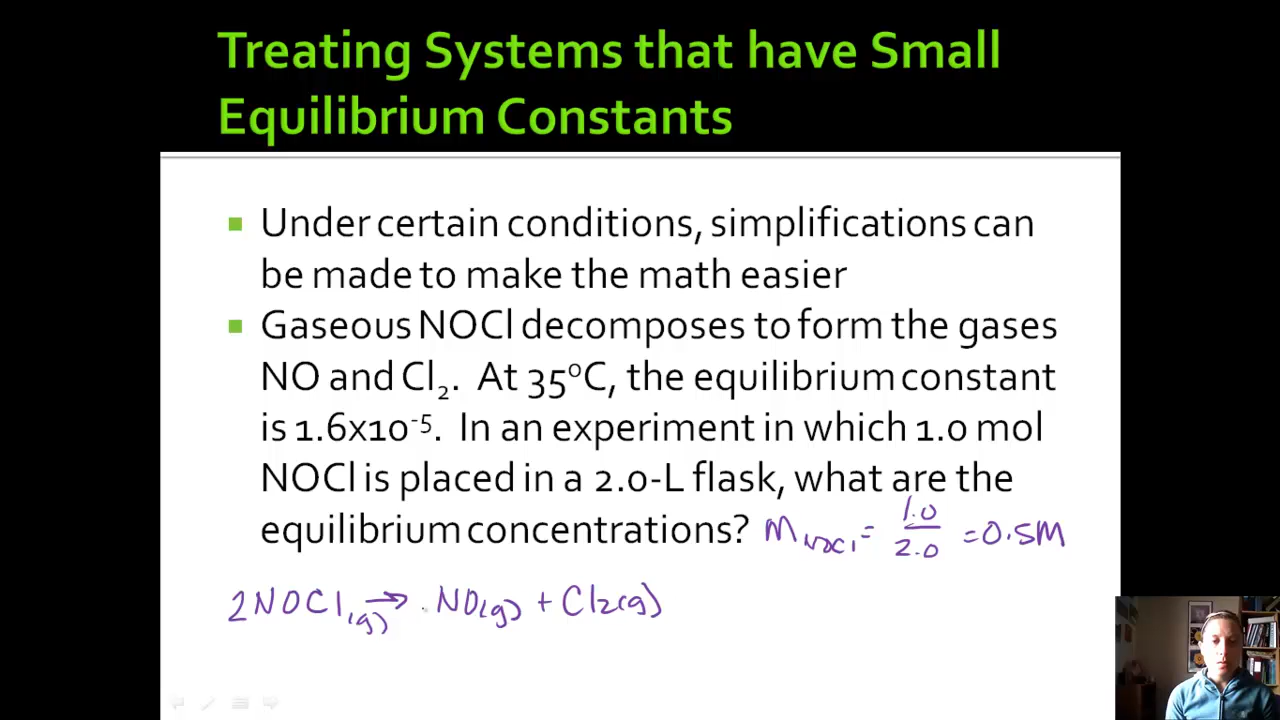 Treating Systems that have Small
Equilibrium Constants
Under certain conditions, simplifications can
be made to make the math easier
Gaseous NOCl decomposes to form the gases
NO and Cl₂. At 35⁰C, the equilibrium constant
is 1.6x10⁻⁵. In an experiment in which 1.0 mol
NOCl is placed in a 2.0-L flask, what are the
equilibrium concentrations? M NOCl = 1.0/2.0 = 0.5M
2NOCl(g) → NO(g) + Cl2(g)